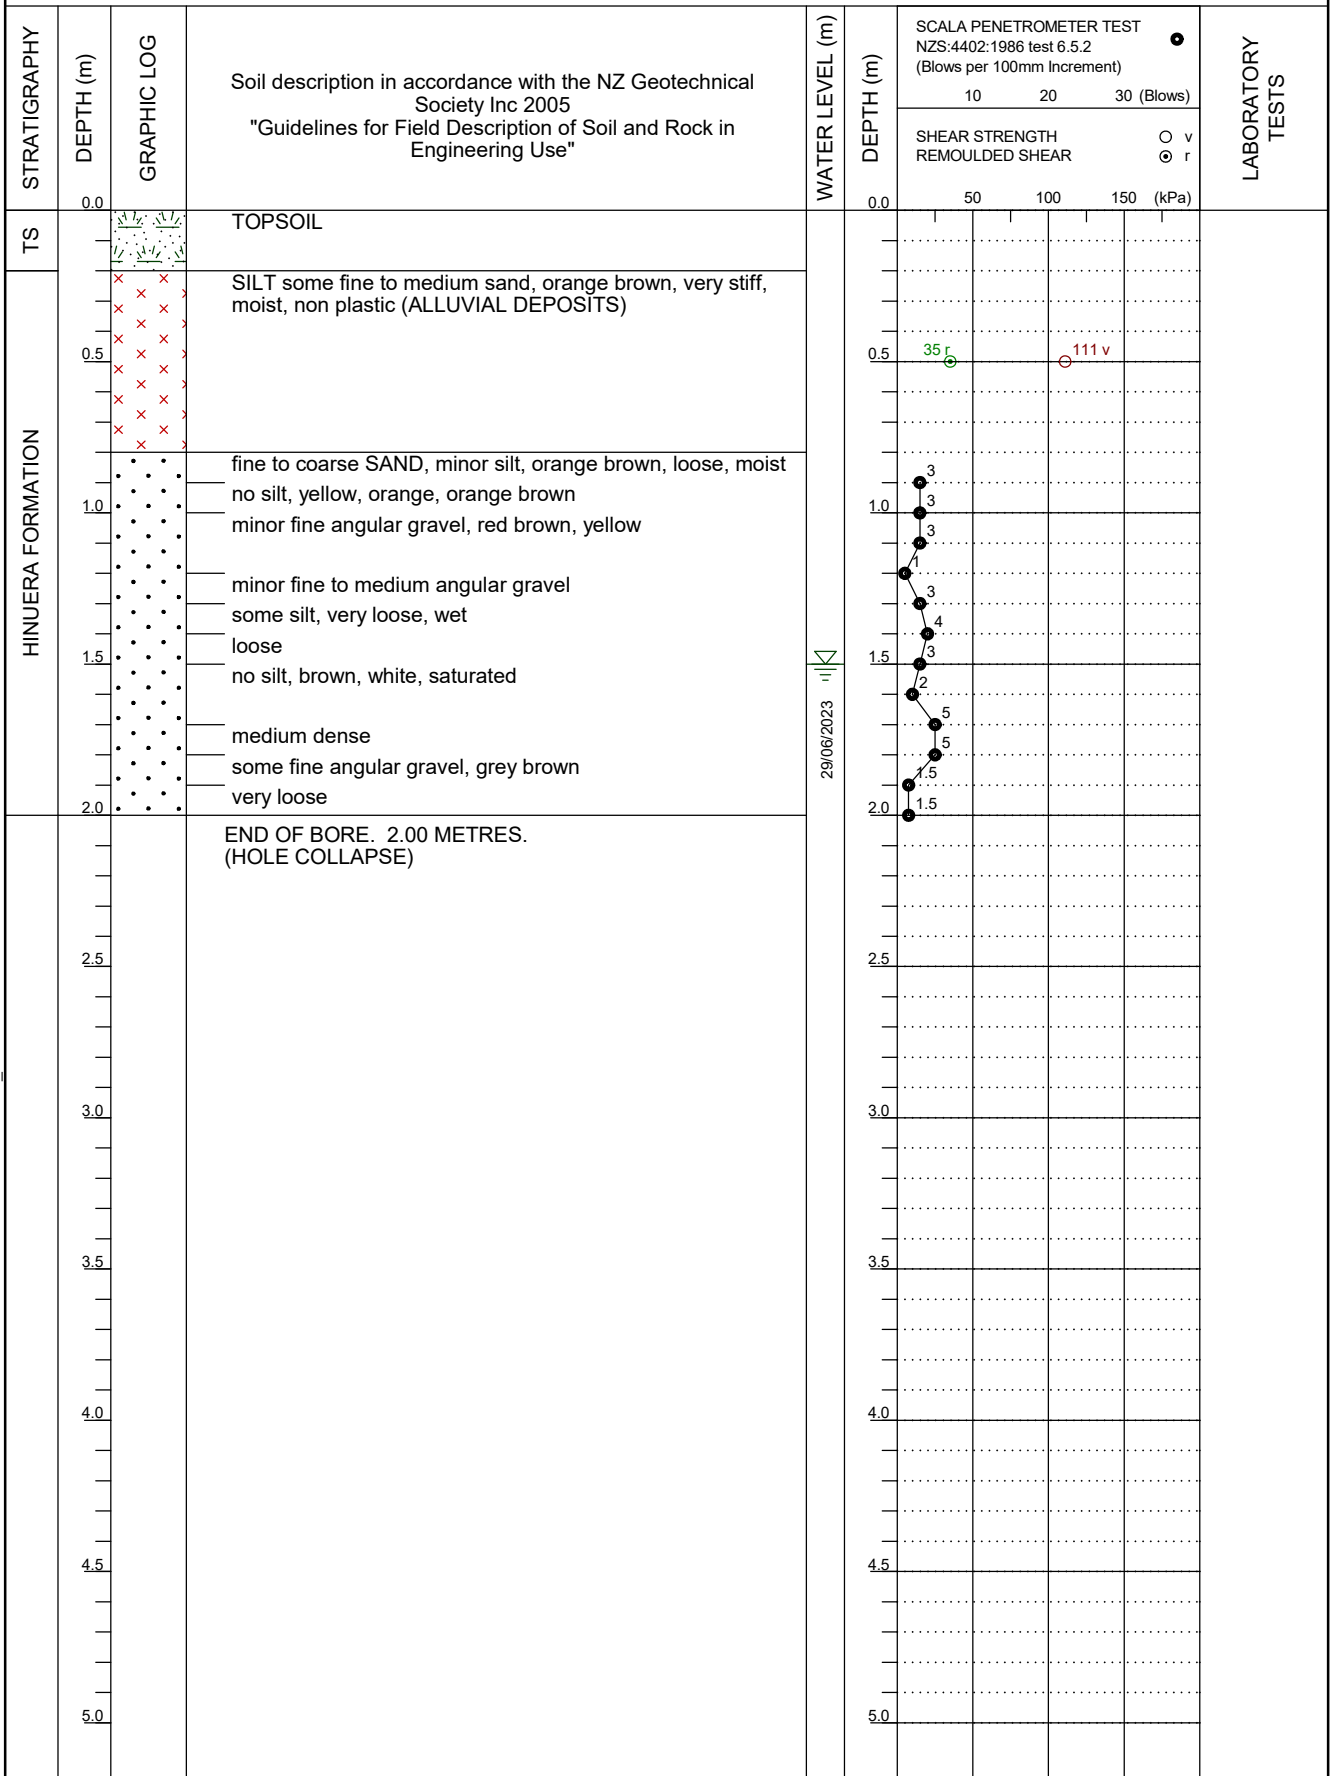 STRATIGRAPHY
DEPTH (m)
GRAPHIC LOG
Soil description in accordance with the NZ Geotechnical
Society Inc 2005
"Guidelines for Field Description of Soil and Rock in
Engineering Use"
WATER LEVEL (m)
DEPTH (m)
SCALA PENETROMETER TEST
NZS:4402:1986 test 6.5.2
(Blows per 100mm Increment)
10 20 30 (Blows)
SHEAR STRENGTH v
REMOULDED SHEAR r
50 100 150 (kPa)
LABORATORY
TESTS
0.0 0.0
TS
TOPSOIL
SILT some fine to medium sand, orange brown, very stiff,
moist, non plastic (ALLUVIAL DEPOSITS)
35 r 111 v
0.5 0.5
HINUERA FORMATION
fine to coarse SAND, minor silt, orange brown, loose, moist
3
no silt, yellow, orange, orange brown
3
1.0 1.0
minor fine angular gravel, red brown, yellow
3
1
minor fine to medium angular gravel
3
some silt, very loose, wet
4
loose
3
1.5 1.5
no silt, brown, white, saturated
2
29/06/2023
5
medium dense
5
some fine angular gravel, grey brown
1.5
very loose
1.5
2.0 2.0
END OF BORE. 2.00 METRES.
(HOLE COLLAPSE)
2.5 2.5
3.0 3.0
3.5 3.5
4.0 4.0
4.5 4.5
5.0 5.0